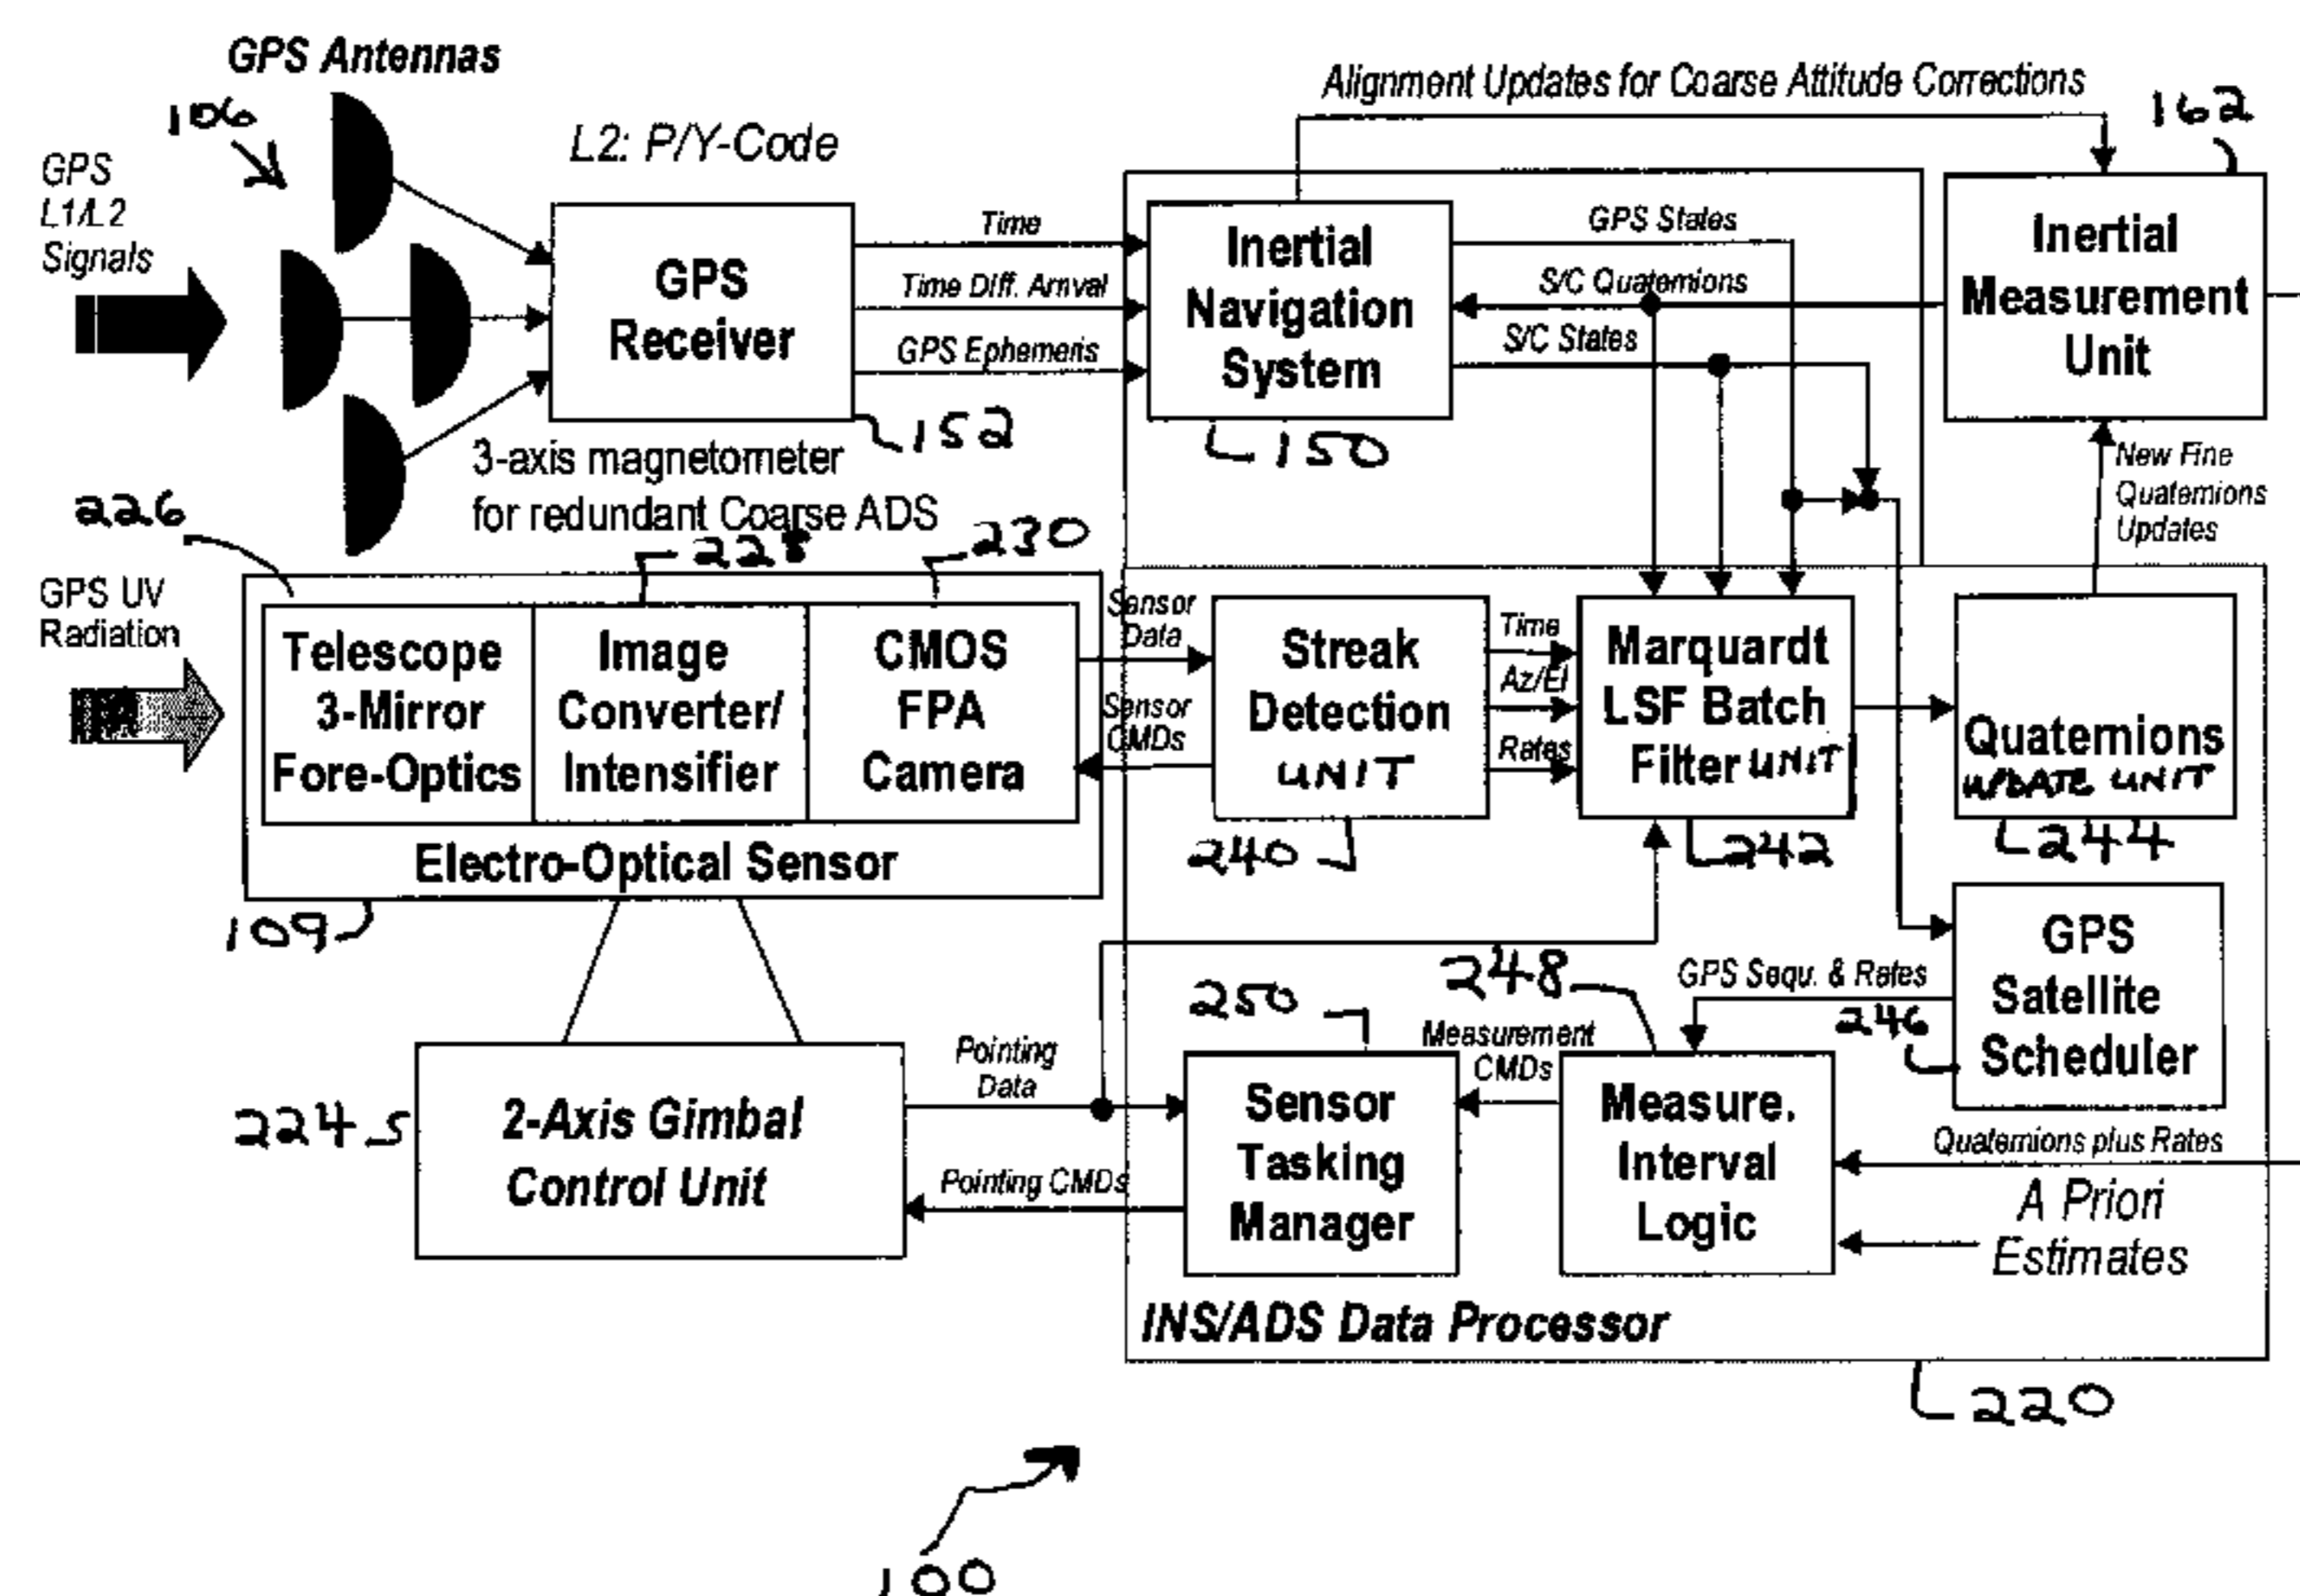 GPS Antennas
106
GPS
L1/L2
Signals
L2: P/Y-Code
GPS
Receiver
152
3-axis magnetometer
for redundant Coarse ADS
Time
Time Diff. Arrival
GPS Ephemeris
Alignment Updates for Coarse Attitude Corrections
Inertial
Navigation
System
150
GPS States
S/C Quaternions
S/C States
162
Inertial
Measurement
Unit
New Fine
Quaternions
Updates
226
228
230
GPS UV
Radiation
Telescope
3-Mirror
Fore-Optics
Image
Converter/
Intensifier
CMOS
FPA
Camera
Electro-Optical Sensor
109
Sensor
Data
Sensor
CMDs
Streak
Detection
UNIT
240
Time
Az/El
Rates
Marquardt
LSF Batch
Filter UNIT
242
Quaternions
UPDATE UNIT
244
GPS
Satellite
Scheduler
246
GPS Sequ. & Rates
248
250
Measurement
CMDs
2-Axis Gimbal
Control Unit
224
Pointing
Data
Pointing CMDs
Sensor
Tasking
Manager
Measure.
Interval
Logic
Quaternions plus Rates
A Priori
Estimates
INS/ADS Data Processor
220
100